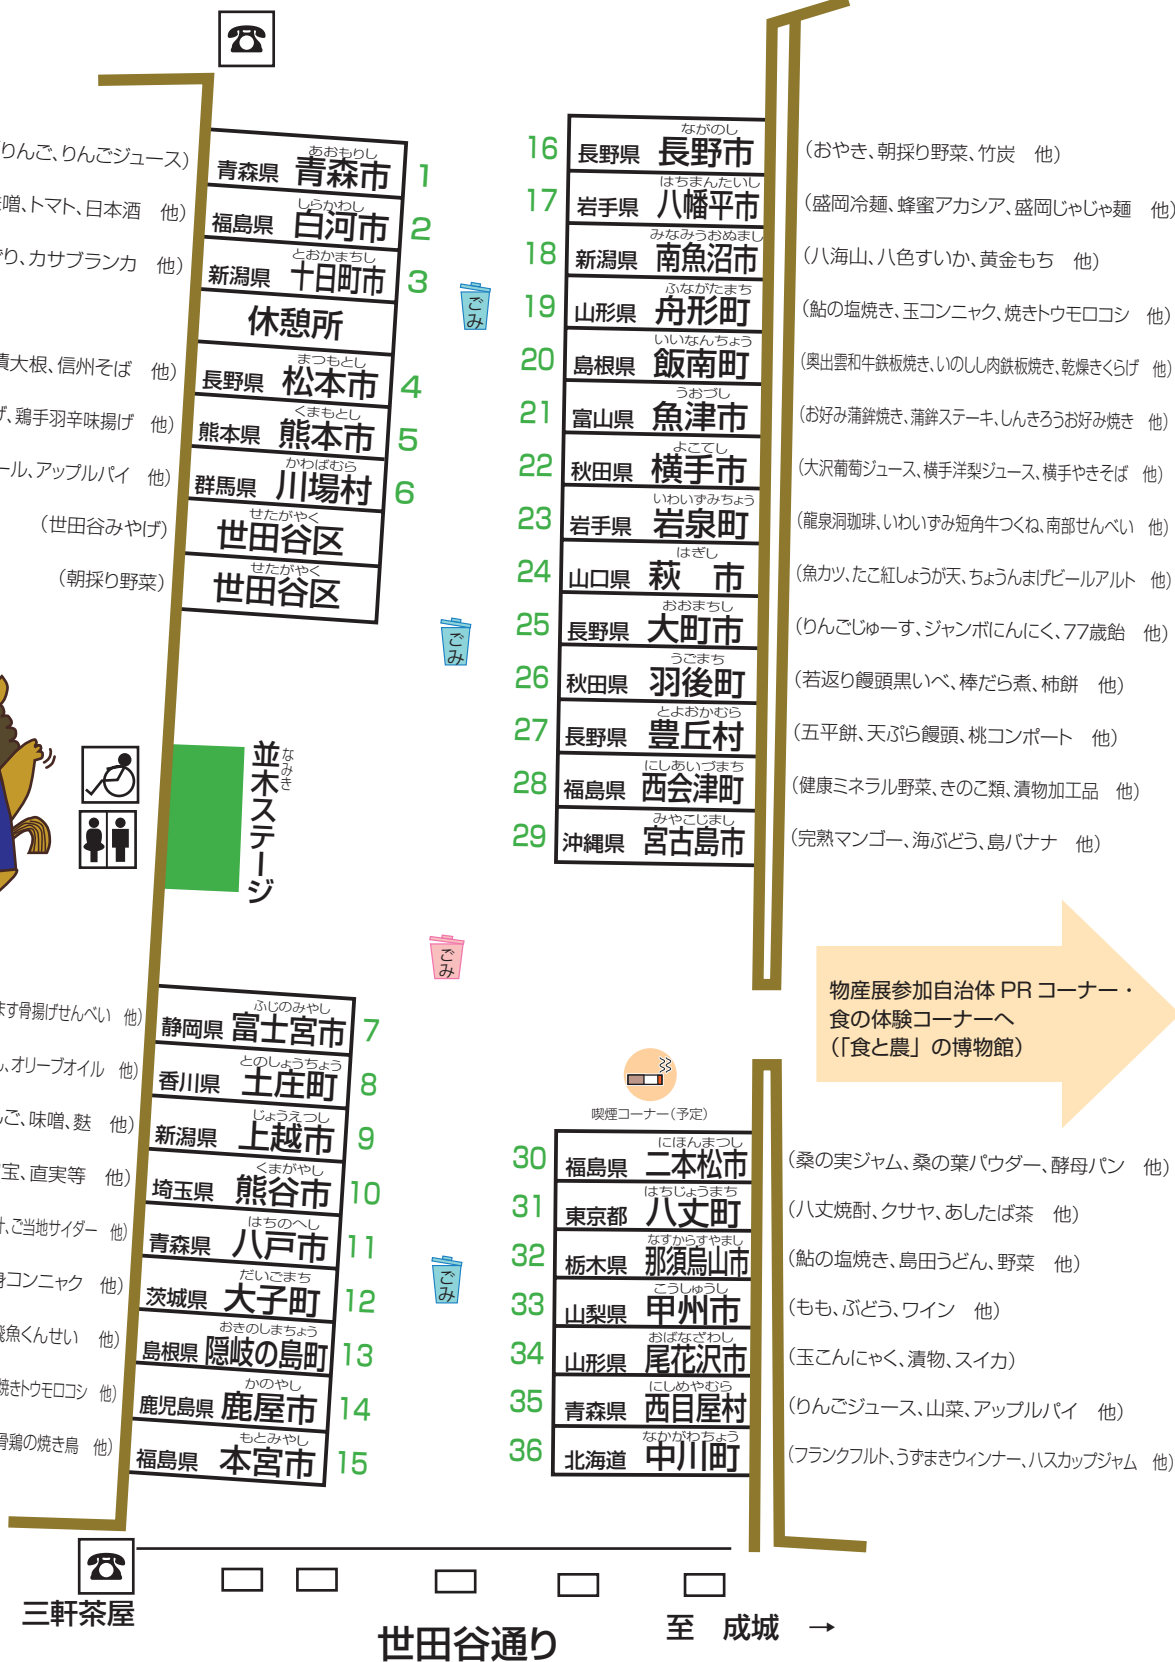 りんご、りんごジュース)
あおもりし
青森県 青森市 1
トマト、日本酒 他)
しらかわし
福島県 白河市 2
カサブランカ 他)
とおかまちし
新潟県 十日町市 3
休憩所
大根、信州そば 他)
まつもとし
長野県 松本市 4
鶏手羽辛味揚げ 他)
くまもとし
熊本県 熊本市 5
ール、アップルパイ 他)
かわばむら
群馬県 川場村 6
(世田谷みやげ)
せたがやく
世田谷区
(朝採り野菜)
せたがやく
世田谷区
ごみ
ごみ
なみき
並木ステージ
ごみ
ます骨揚げせんべい 他)
ふじのみやし
静岡県 富士宮市 7
オリーブオイル 他)
とのしょうちょう
香川県 土庄町 8
味噌、麩 他)
じょうえつし
新潟県 上越市 9
宝、直実等 他)
くまがやし
埼玉県 熊谷市 10
ご当地サイダー 他)
はちのへし
青森県 八戸市 11
コンニャク 他)
だいごまち
茨城県 大子町 12
魚くんせい 他)
おきのしまちょう
島根県 隠岐の島町 13
焼きトウモロコシ 他)
かのやし
鹿児島県 鹿屋市 14
骨鶏の焼き鳥 他)
もとみやし
福島県 本宮市 15
ごみ
ながのし
16 長野県 長野市 (おやき、朝採り野菜、竹炭 他)
はちまんたいし
17 岩手県 八幡平市 (盛岡冷麺、蜂蜜アカシア、盛岡じゃじゃ麺 他)
みなみうおぬまし
18 新潟県 南魚沼市 (八海山、八色すいか、黄金もち 他)
ふながたまち
19 山形県 舟形町 (鮎の塩焼き、玉コンニャク、焼きトウモロコシ 他)
いいなんちょう
20 島根県 飯南町 (奥出雲和牛鉄板焼き、いのしし肉鉄板焼き、乾燥きくらげ 他)
うおづし
21 富山県 魚津市 (お好み蒲鉾焼き、蒲鉾ステーキ、しんきろうお好み焼き 他)
よこてし
22 秋田県 横手市 (大沢葡萄ジュース、横手洋梨ジュース、横手やきそば 他)
いわいずみちょう
23 岩手県 岩泉町 (龍泉洞珈琲、いわいずみ短角牛つくね、南部せんべい 他)
はぎし
24 山口県 萩 市 (魚カツ、たこ紅しょうが天、ちょうんまげビールアルト 他)
おおまちし
25 長野県 大町市 (りんごじゅーす、ジャンボにんにく、77歳飴 他)
うごまち
26 秋田県 羽後町 (若返り饅頭黒いべ、棒だら煮、柿餅 他)
とよおかむら
27 長野県 豊丘村 (五平餅、天ぷら饅頭、桃コンポート 他)
にしあいづまち
28 福島県 西会津町 (健康ミネラル野菜、きのこ類、漬物加工品 他)
みやこじまし
29 沖縄県 宮古島市 (完熟マンゴー、海ぶどう、島バナナ 他)
物産展参加自治体 PR コーナー・
食の体験コーナーへ
(「食と農」の博物館)
喫煙コーナー(予定)
にほんまつし
30 福島県 二本松市 (桑の実ジャム、桑の葉パウダー、酵母パン 他)
はちじょうまち
31 東京都 八丈町 (八丈焼酎、クサヤ、あしたば茶 他)
なすからすやまし
32 栃木県 那須烏山市 (鮎の塩焼き、島田うどん、野菜 他)
こうしゅうし
33 山梨県 甲州市 (もも、ぶどう、ワイン 他)
おばなざわし
34 山形県 尾花沢市 (玉こんにゃく、漬物、スイカ)
にしめやむら
35 青森県 西目屋村 (りんごジュース、山菜、アップルパイ 他)
なかがわちょう
36 北海道 中川町 (フランクフルト、うずまきウィンナー、ハスカップジャム 他)
三軒茶屋
世田谷通り
至 成城 →